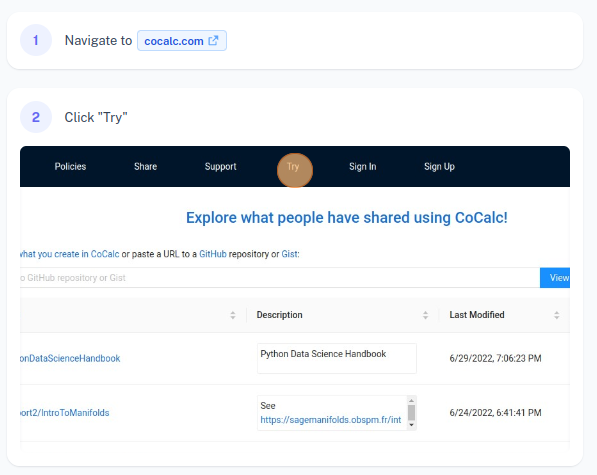 1 Navigate to cocalc.com
2 Click "Try"
Policies Share Support Try Sign In Sign Up
Explore what people have shared using CoCalc!
what you create in CoCalc or paste a URL to a GitHub repository or Gist:
o GitHub repository or Gist View
Description Last Modified
onDataScienceHandbook Python Data Science Handbook 6/29/2022, 7:06:23 PM
ort2/IntroToManifolds See 6/24/2022, 6:41:41 PM
https://sagemanifolds.obspm.fr/int